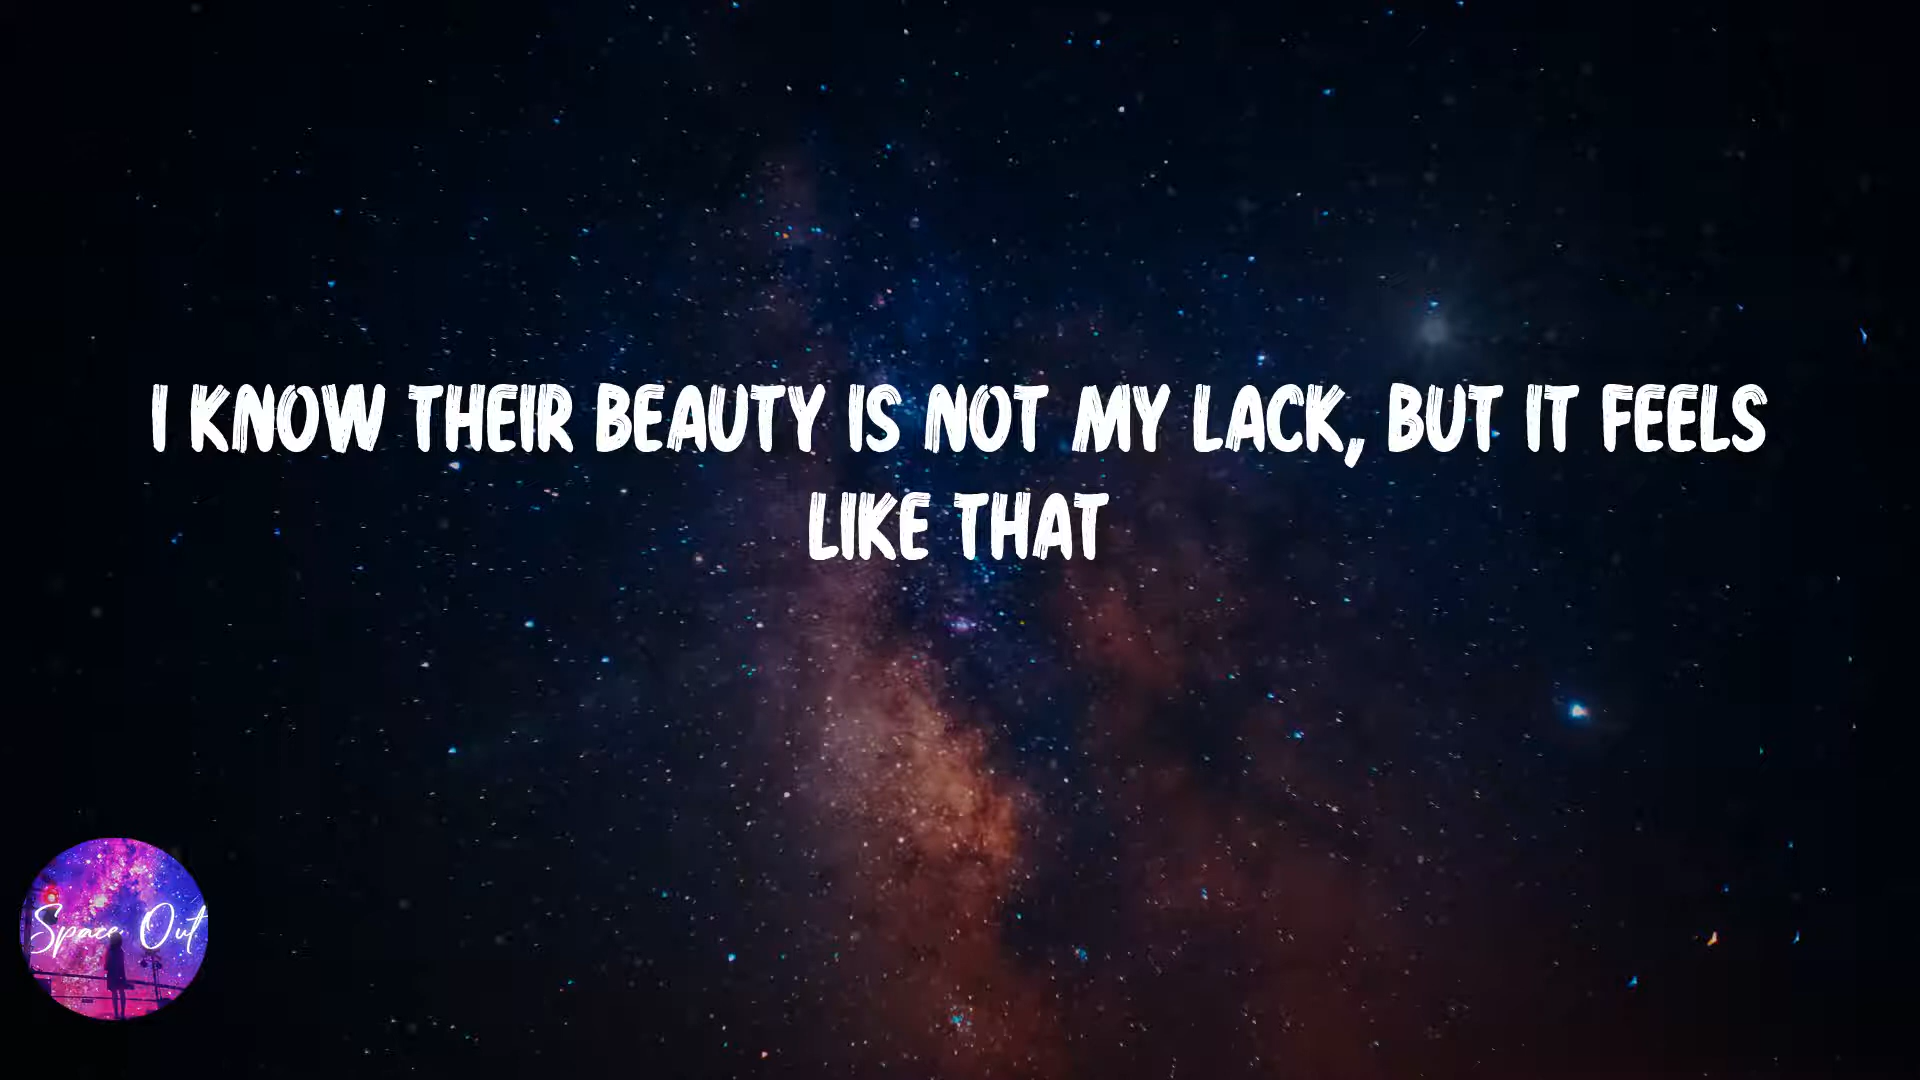 I KNOW THEIR BEAUTY IS NOT MY LACK, BUT IT FEELS
LIKE THAT
Space Out